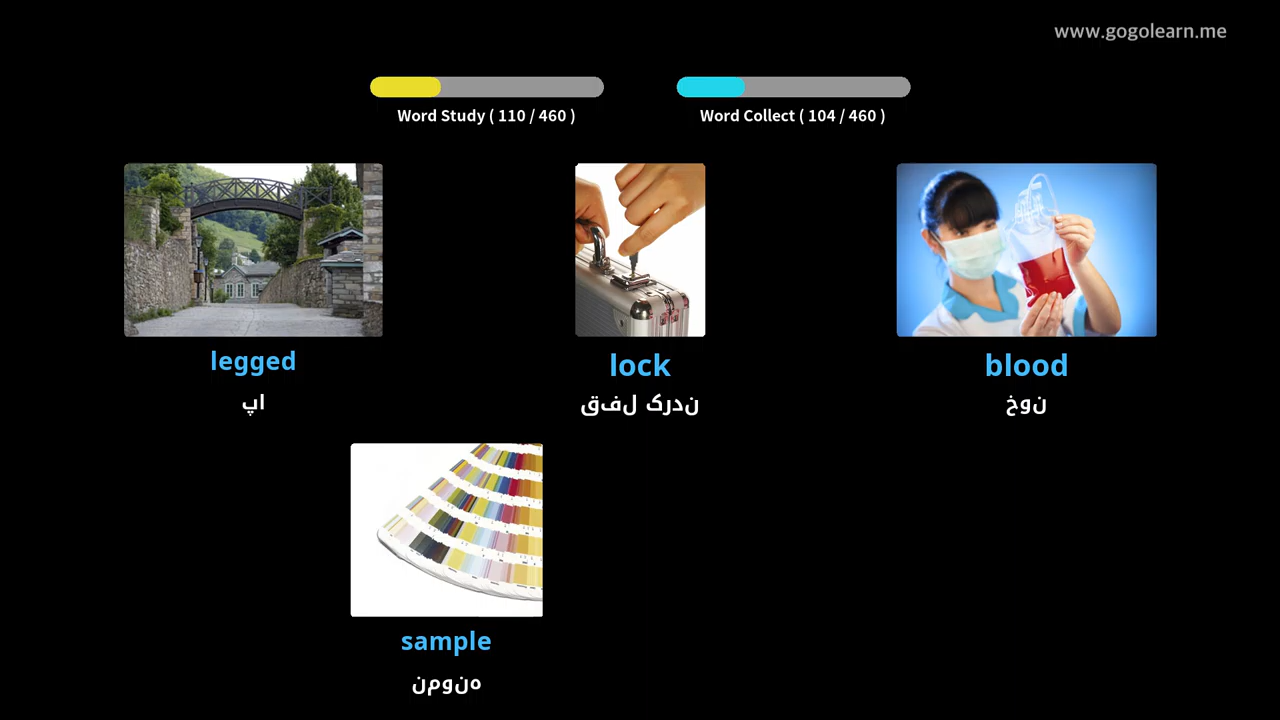 www.gogolearn.me
Word Study ( 110 / 460 )
Word Collect ( 104 / 460 )
legged
پا
lock
قفل کردن
blood
خون
sample
نمونه